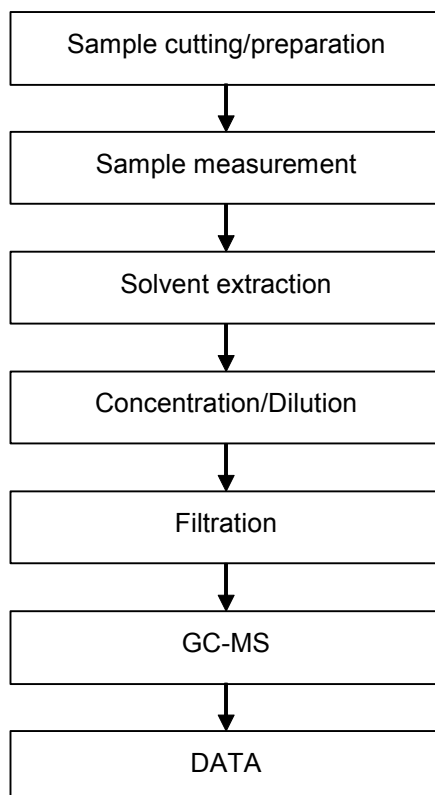 Sample cutting/preparation
Sample measurement
Solvent extraction
Concentration/Dilution
Filtration
GC-MS
DATA